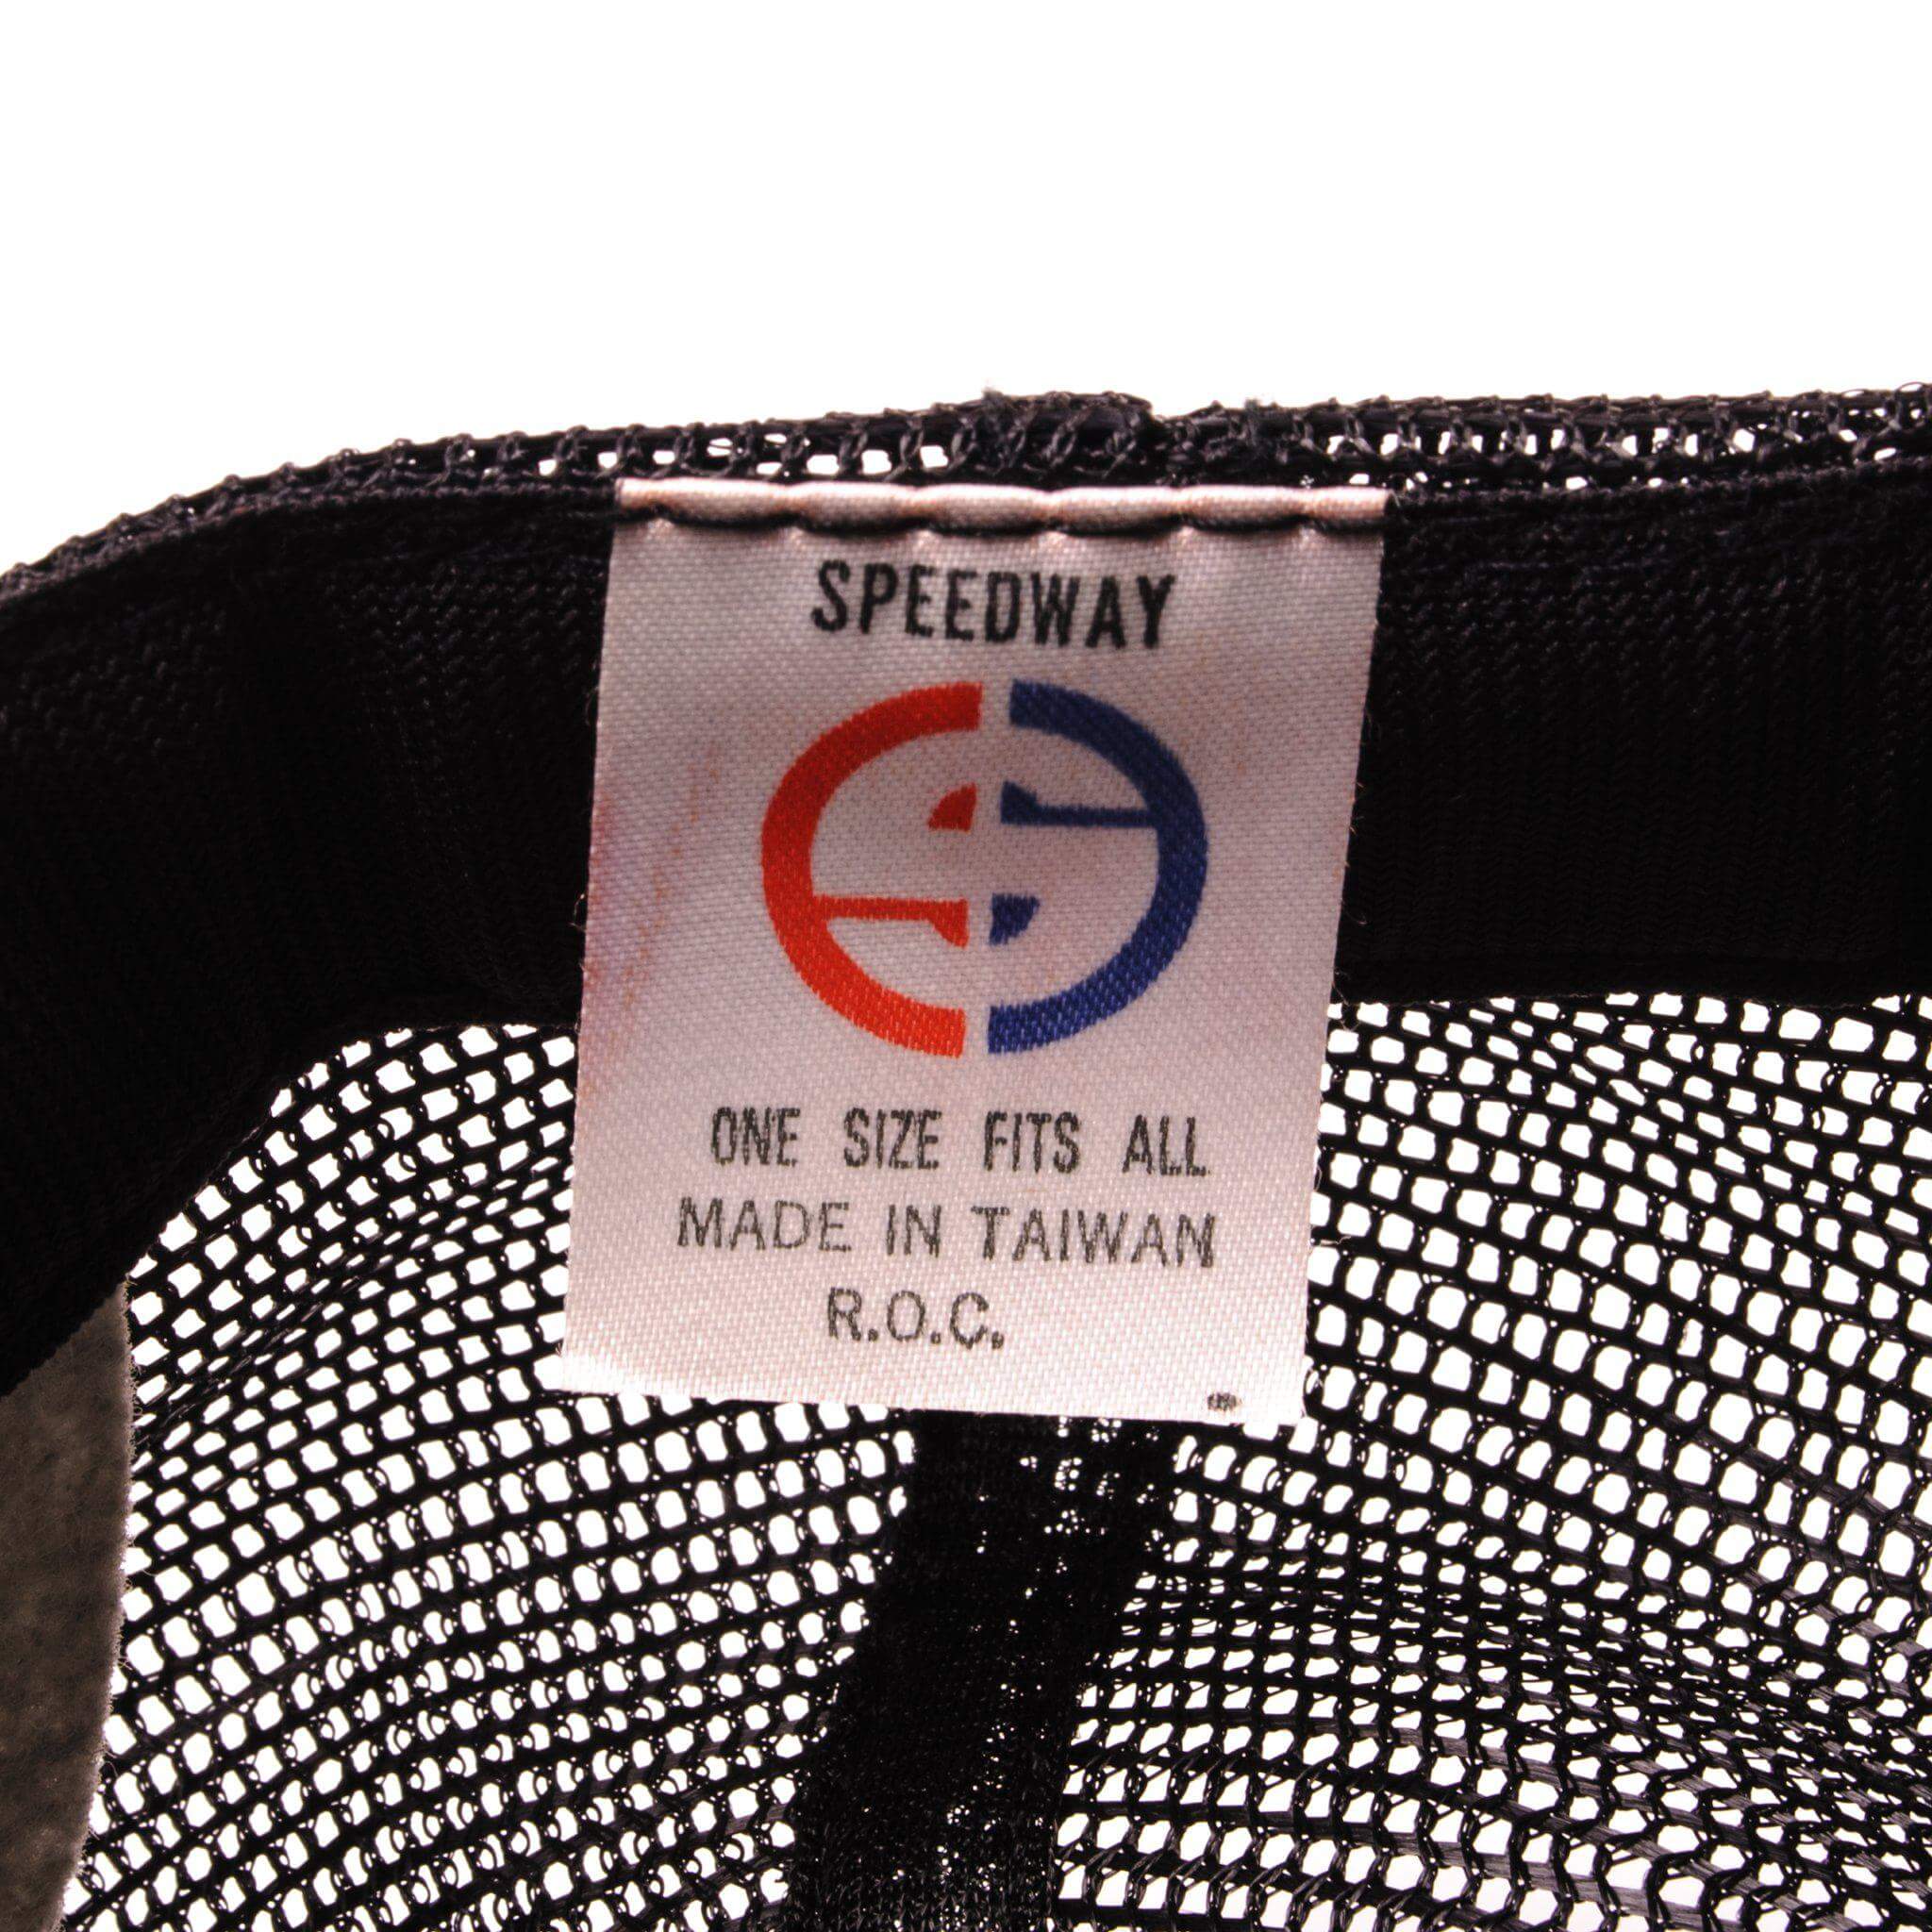 SPEEDWAY
ONE SIZE FITS ALL
MADE IN TAIWAN
R.O.C.